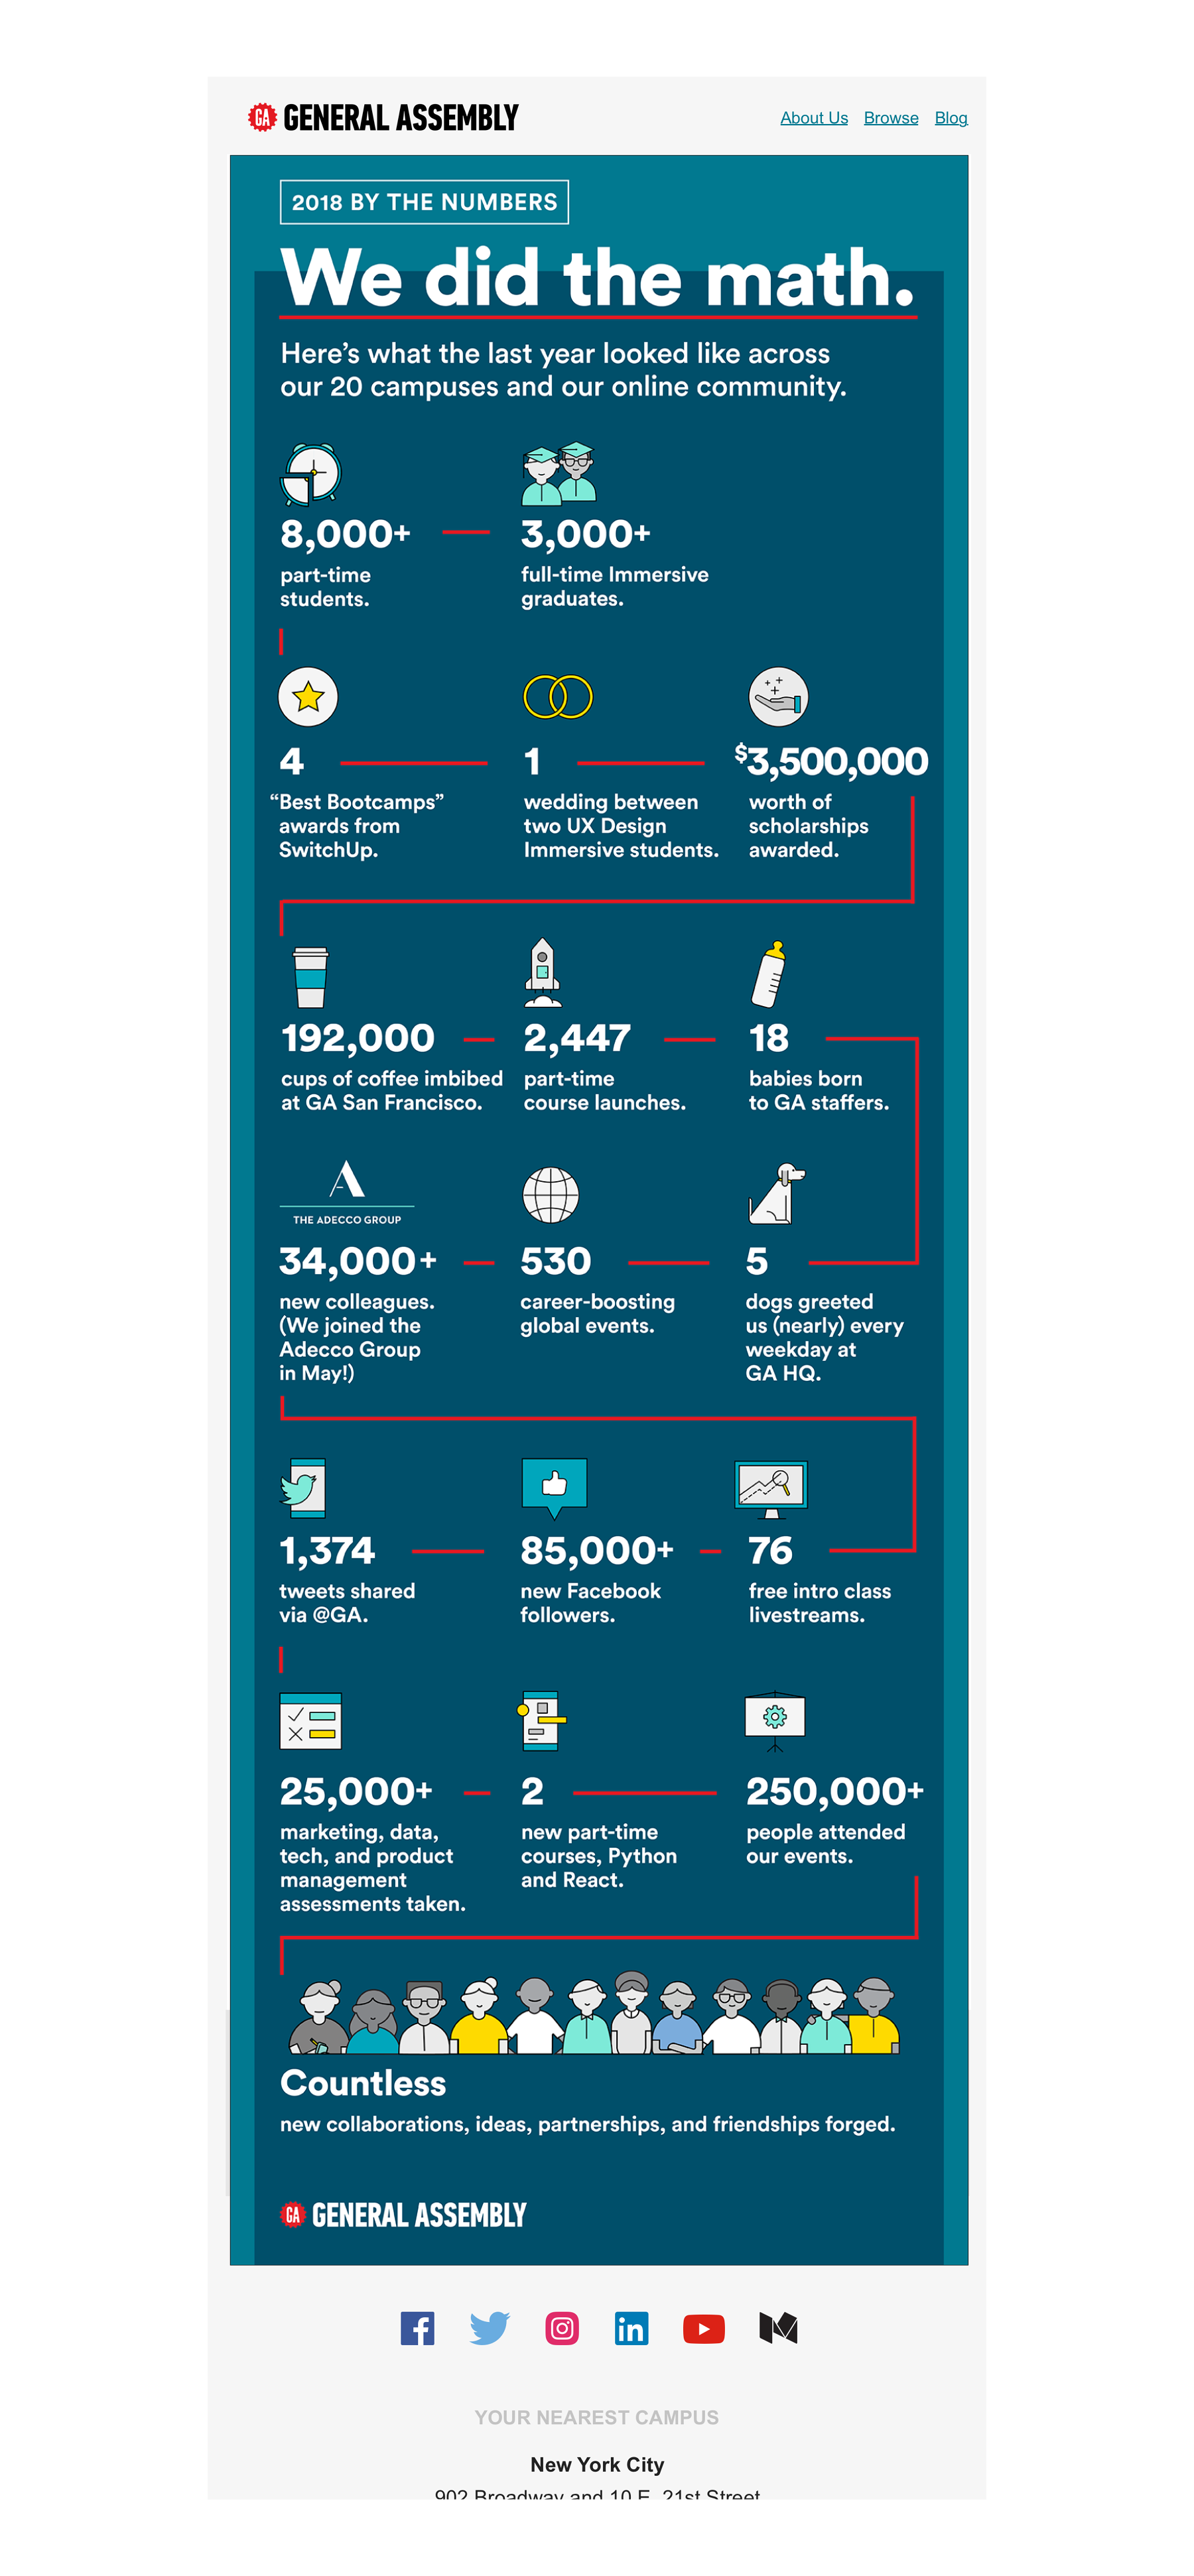 GA GENERAL ASSEMBLY
About Us Browse Blog
2018 BY THE NUMBERS
We did the math.
Here’s what the last year looked like across
our 20 campuses and our online community.
8,000+
part-time
students.
3,000+
full-time Immersive
graduates.
4
“Best Bootcamps”
awards from
SwitchUp.
1
wedding between
two UX Design
Immersive students.
$3,500,000
worth of
scholarships
awarded.
192,000
cups of coffee imbibed
at GA San Francisco.
2,447
part-time
course launches.
18
babies born
to GA staffers.
THE ADECCO GROUP
34,000+
new colleagues.
(We joined the
Adecco Group
in May!)
530
career-boosting
global events.
5
dogs greeted
us (nearly) every
weekday at
GA HQ.
1,374
tweets shared
via @GA.
85,000+
new Facebook
followers.
76
free intro class
livestreams.
25,000+
marketing, data,
tech, and product
management
assessments taken.
2
new part-time
courses, Python
and React.
250,000+
people attended
our events.
Countless
new collaborations, ideas, partnerships, and friendships forged.
GA GENERAL ASSEMBLY
YOUR NEAREST CAMPUS
New York City
902 Broadway and 10 E. 21st Street